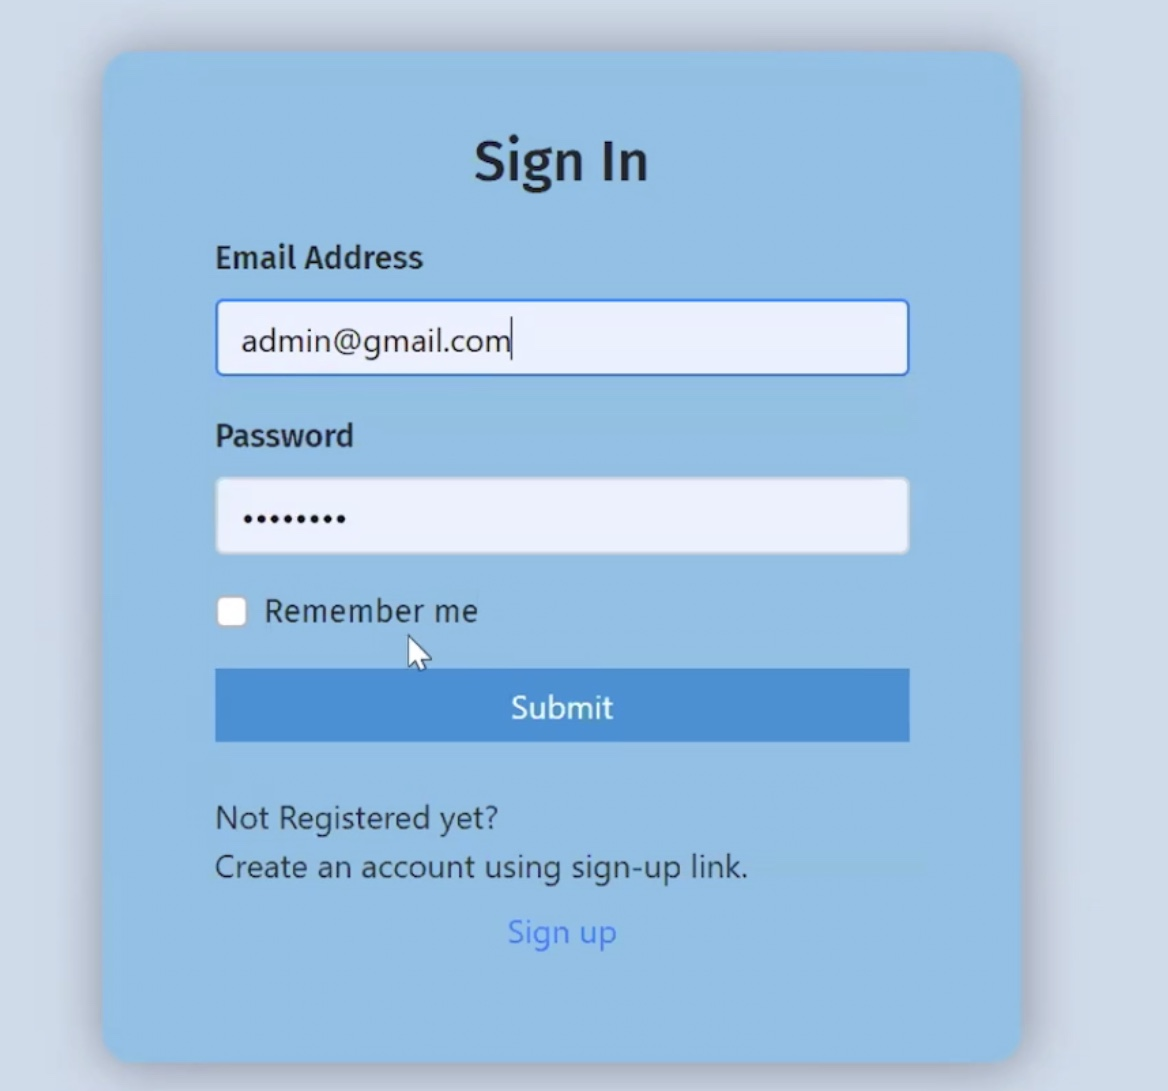 Sign In
Email Address
admin@gmail.com
Password
••••••••
Remember me
Submit
Not Registered yet?
Create an account using sign-up link.
Sign up